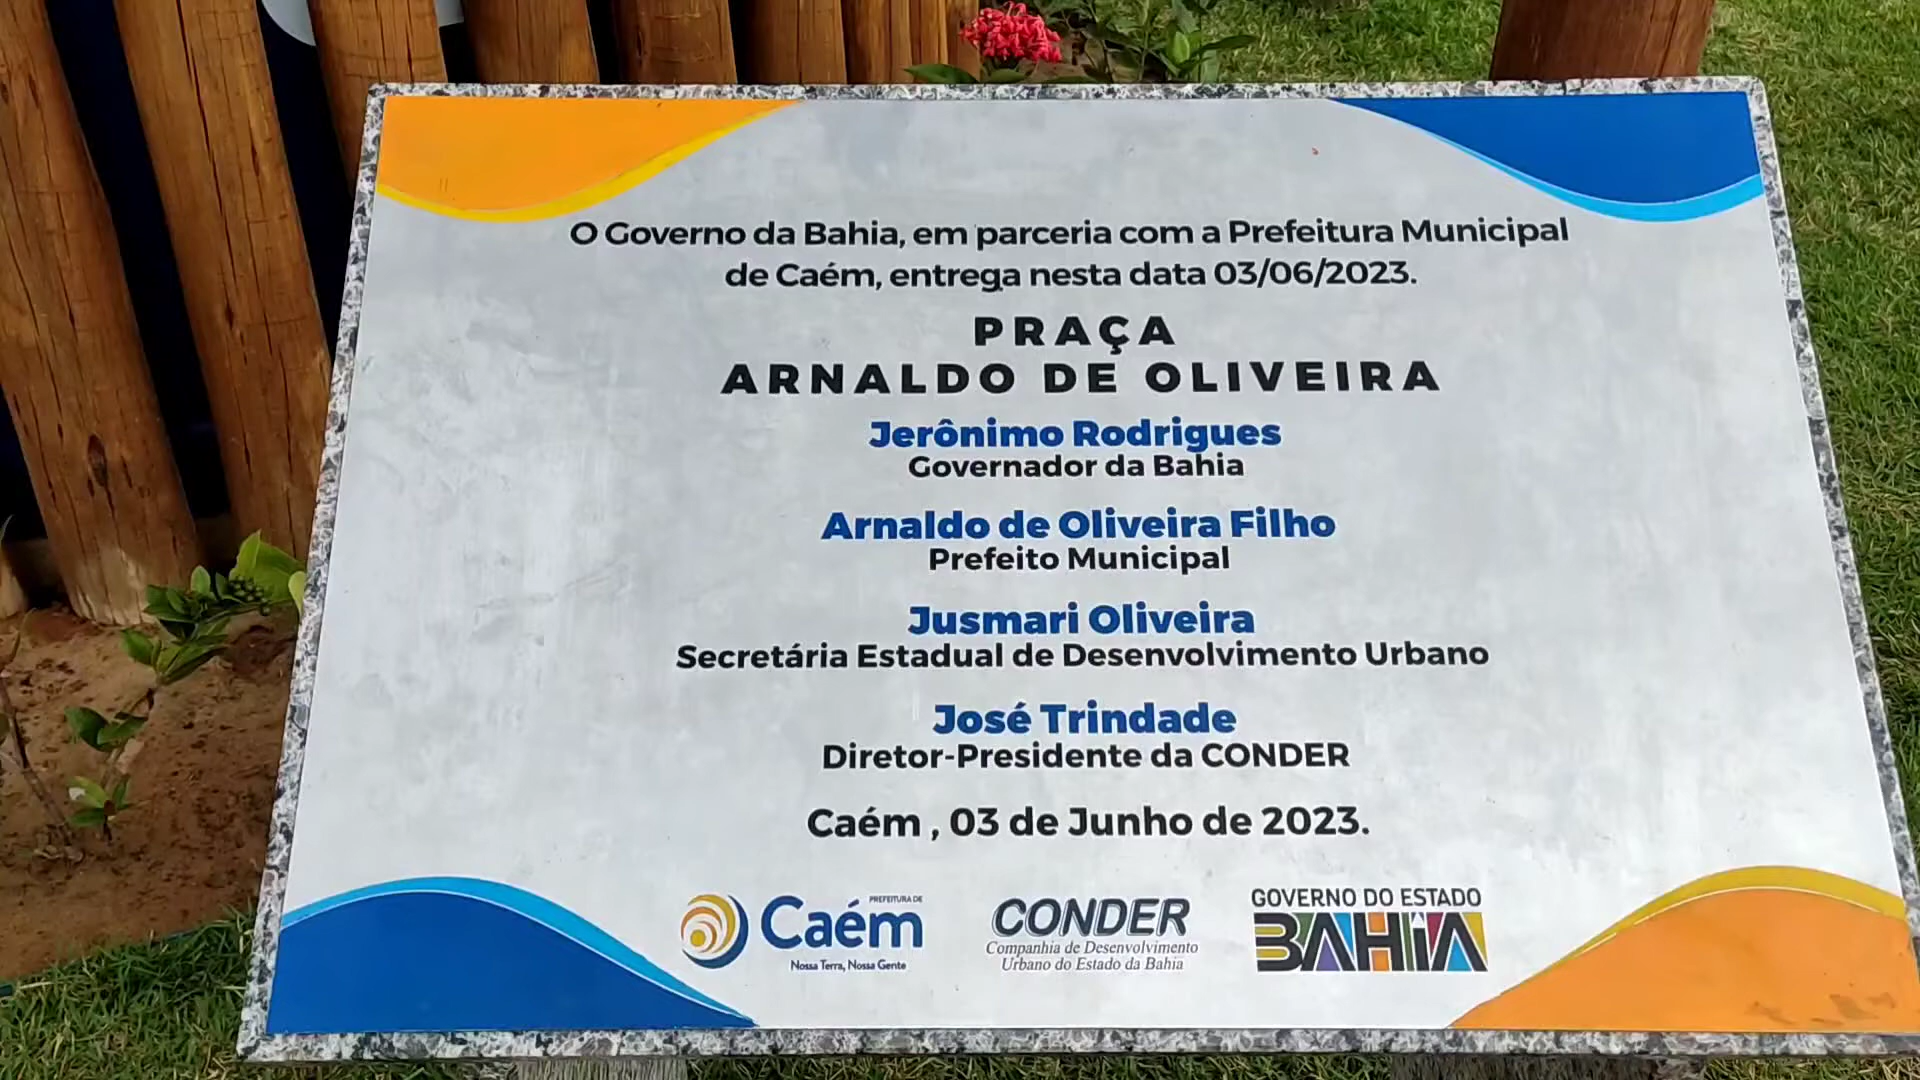 O Governo da Bahia, em parceria com a Prefeitura Municipal
de Caém, entrega nesta data 03/06/2023.
PRAÇA
ARNALDO DE OLIVEIRA
Jerônimo Rodrigues
Governador da Bahia
Arnaldo de Oliveira Filho
Prefeito Municipal
Jusmari Oliveira
Secretária Estadual de Desenvolvimento Urbano
José Trindade
Diretor-Presidente da CONDER
Caém , 03 de Junho de 2023.
PREFEITURA DE
Caém
Nossa Terra, Nossa Gente
CONDER
Companhia de Desenvolvimento
Urbano do Estado da Bahia
GOVERNO DO ESTADO
BAHIA